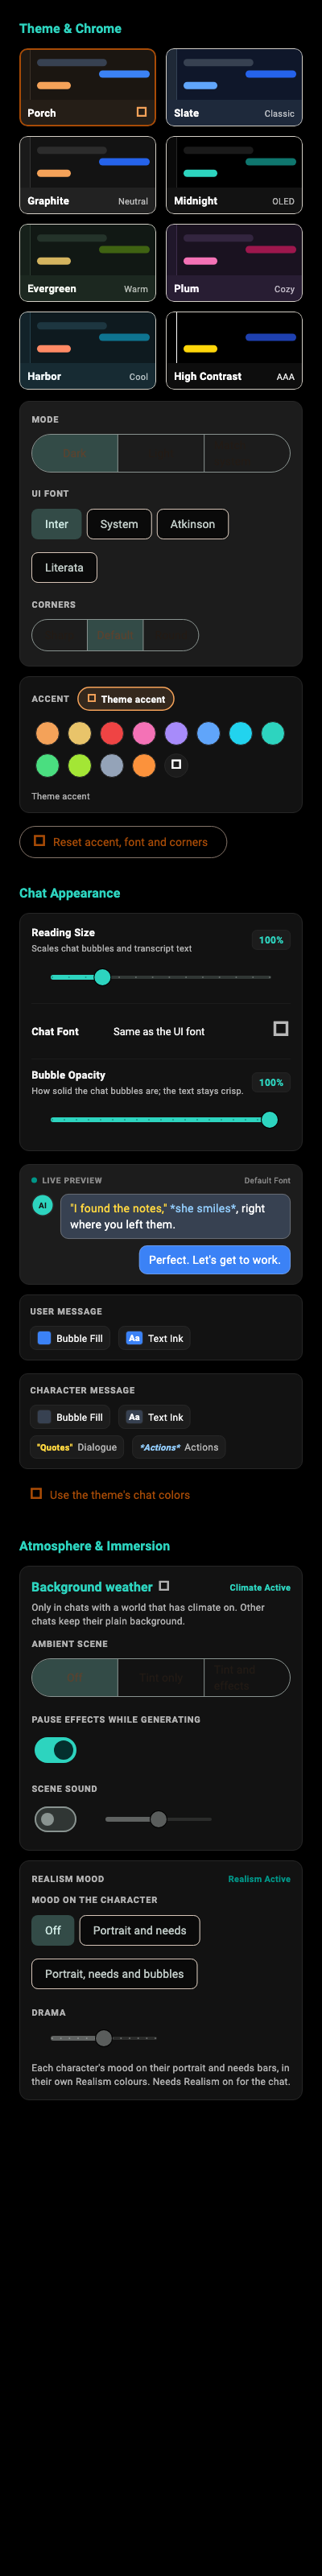 Theme & Chrome
Porch
Slate Classic
Graphite Neutral
Midnight OLED
Evergreen Warm
Plum Cozy
Harbor Cool
High Contrast AAA
MODE
UI FONT
Inter System Atkinson
Literata
CORNERS
ACCENT Theme accent
Theme accent
Reset accent, font and corners
Chat Appearance
Reading Size
Scales chat bubbles and transcript text
100%
Chat Font Same as the UI font
Bubble Opacity
How solid the chat bubbles are; the text stays crisp.
100%
LIVE PREVIEW Default Font
AI
"I found the notes," *she smiles*, right
where you left them.
Perfect. Let's get to work.
USER MESSAGE
Bubble Fill Aa Text Ink
CHARACTER MESSAGE
Bubble Fill Aa Text Ink
"Quotes" Dialogue *Actions* Actions
Use the theme's chat colors
Atmosphere & Immersion
Background weather Climate Active
Only in chats with a world that has climate on. Other
chats keep their plain background.
AMBIENT SCENE
Tint only
Tint and
effects
PAUSE EFFECTS WHILE GENERATING
SCENE SOUND
REALISM MOOD Realism Active
MOOD ON THE CHARACTER
Off Portrait and needs
Portrait, needs and bubbles
DRAMA
Each character's mood on their portrait and needs bars, in
their own Realism colours. Needs Realism on for the chat.